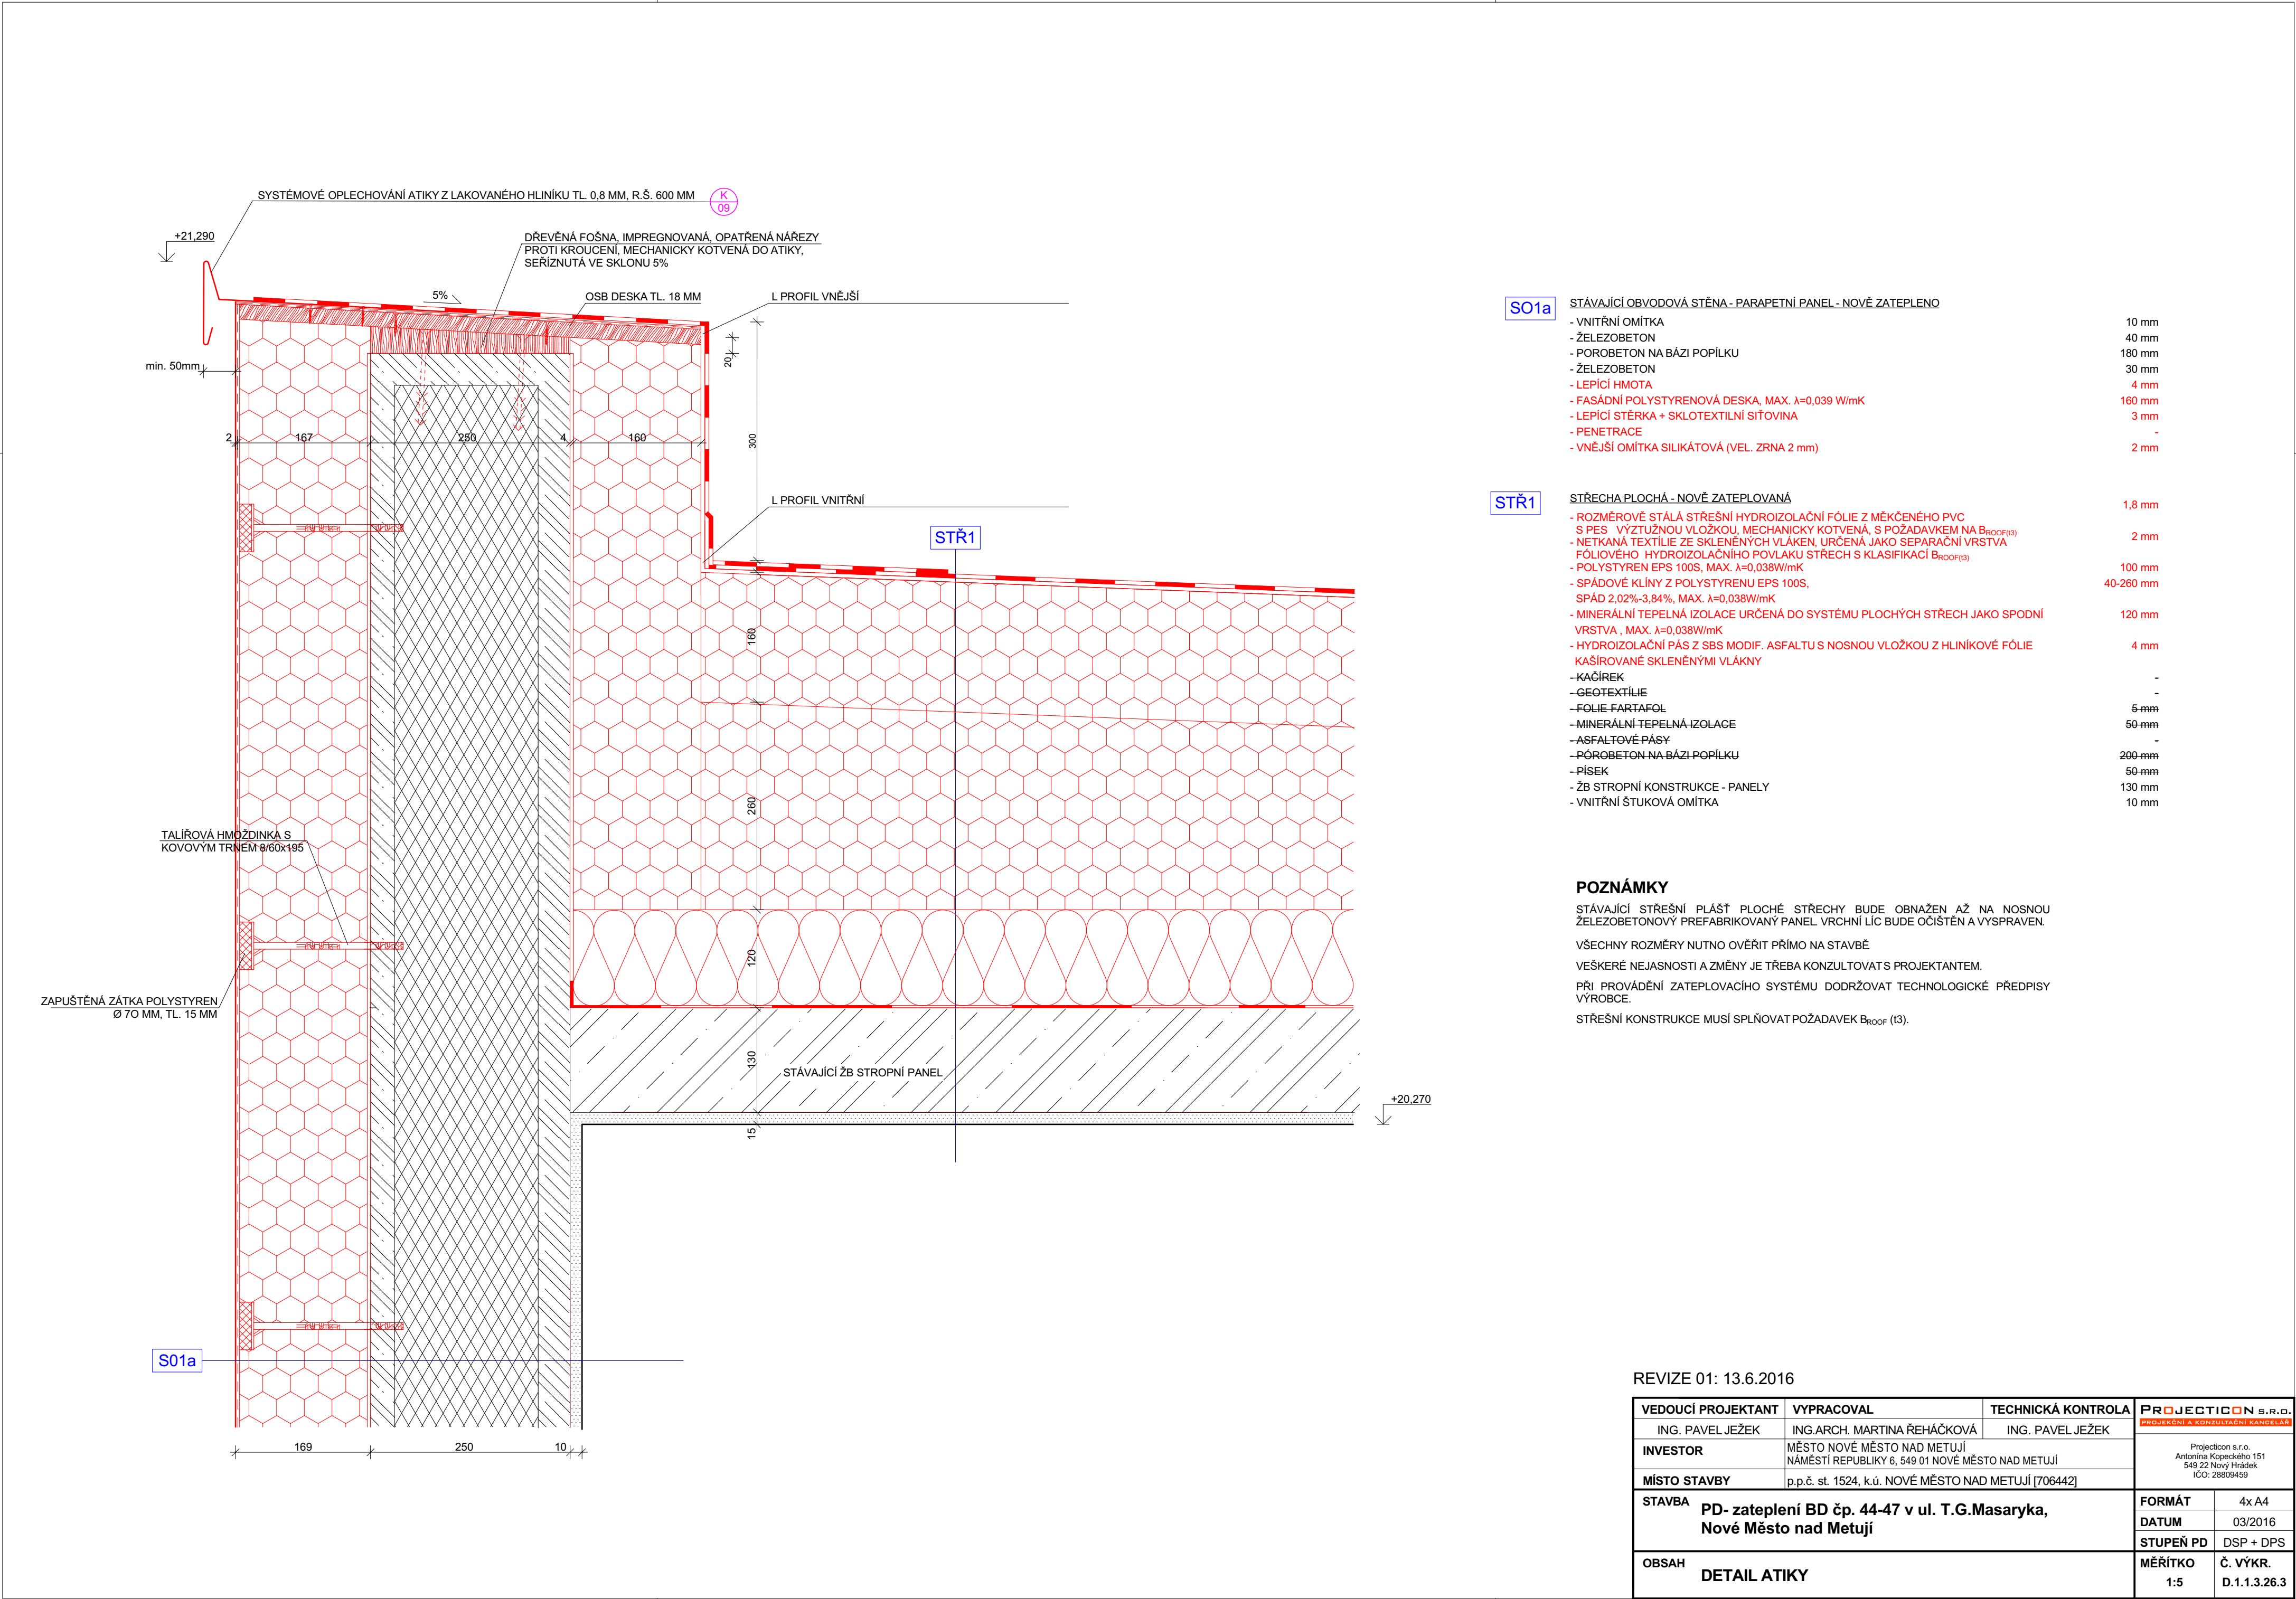 SYSTÉMOVÉ OPLECHOVÁNÍ ATIKY Z LAKOVANÉHO HLINÍKU TL. 0,8 MM, R.Š. 600 MM
K
09
+21,290
DŘEVĚNÁ FOŠNA, IMPREGNOVANÁ, OPATŘENÁ NÁŘEZY
PROTI KROUCENÍ, MECHANICKY KOTVENÁ DO ATIKY,
SEŘÍZNUTÁ VE SKLONU 5%
5%
OSB DESKA TL. 18 MM
L PROFIL VNĚJŠÍ
min. 50mm
20
2
167
250
4
160
300
L PROFIL VNITŘNÍ
STŘ1
160
260
TALÍŘOVÁ HMOŽDINKA S
KOVOVÝM TRNEM 8/60x195
120
ZAPUŠTĚNÁ ZÁTKA POLYSTYREN
Ø 7O MM, TL. 15 MM
130
STÁVAJÍCÍ ŽB STROPNÍ PANEL
+20,270
15
S01a
169
250
10
SO1a
STÁVAJÍCÍ OBVODOVÁ STĚNA - PARAPETNÍ PANEL - NOVĚ ZATEPLENO
- VNITŘNÍ OMÍTKA 10 mm
- ŽELEZOBETON 40 mm
- POROBETON NA BÁZI POPÍLKU 180 mm
- ŽELEZOBETON 30 mm
- LEPÍCÍ HMOTA 4 mm
- FASÁDNÍ POLYSTYRENOVÁ DESKA, MAX. λ=0,039 W/mK 160 mm
- LEPÍCÍ STĚRKA + SKLOTEXTILNÍ SIŤOVINA 3 mm
- PENETRACE -
- VNĚJŠÍ OMÍTKA SILIKÁTOVÁ (VEL. ZRNA 2 mm) 2 mm
STŘ1
STŘECHA PLOCHÁ - NOVĚ ZATEPLOVANÁ
1,8 mm
- ROZMĚROVĚ STÁLÁ STŘEŠNÍ HYDROIZOLAČNÍ FÓLIE Z MĚKČENÉHO PVC
S PES VÝZTUŽNOU VLOŽKOU, MECHANICKY KOTVENÁ, S POŽADAVKEM NA BROOF(t3)
- NETKANÁ TEXTÍLIE ZE SKLENĚNÝCH VLÁKEN, URČENÁ JAKO SEPARAČNÍ VRSTVA 2 mm
FÓLIOVÉHO HYDROIZOLAČNÍHO POVLAKU STŘECH S KLASIFIKACÍ BROOF(t3)
- POLYSTYREN EPS 100S, MAX. λ=0,038W/mK 100 mm
- SPÁDOVÉ KLÍNY Z POLYSTYRENU EPS 100S, 40-260 mm
SPÁD 2,02%-3,84%, MAX. λ=0,038W/mK
- MINERÁLNÍ TEPELNÁ IZOLACE URČENÁ DO SYSTÉMU PLOCHÝCH STŘECH JAKO SPODNÍ 120 mm
VRSTVA , MAX. λ=0,038W/mK
- HYDROIZOLAČNÍ PÁS Z SBS MODIF. ASFALTU S NOSNOU VLOŽKOU Z HLINÍKOVÉ FÓLIE 4 mm
KAŠÍROVANÉ SKLENĚNÝMI VLÁKNY
- KAČÍREK -
- GEOTEXTÍLIE -
- FOLIE FARTAFOL 5 mm
- MINERÁLNÍ TEPELNÁ IZOLACE 50 mm
- ASFALTOVÉ PÁSY -
- PÓROBETON NA BÁZI POPÍLKU 200 mm
- PÍSEK 50 mm
- ŽB STROPNÍ KONSTRUKCE - PANELY 130 mm
- VNITŘNÍ ŠTUKOVÁ OMÍTKA 10 mm
POZNÁMKY
STÁVAJÍCÍ STŘEŠNÍ PLÁŠŤ PLOCHÉ STŘECHY BUDE OBNAŽEN AŽ NA NOSNOU
ŽELEZOBETONOVÝ PREFABRIKOVANÝ PANEL. VRCHNÍ LÍC BUDE OČIŠTĚN A VYSPRAVEN.
VŠECHNY ROZMĚRY NUTNO OVĚŘIT PŘÍMO NA STAVBĚ.
VEŠKERÉ NEJASNOSTI A ZMĚNY JE TŘEBA KONZULTOVAT S PROJEKTANTEM.
PŘI PROVÁDĚNÍ ZATEPLOVACÍHO SYSTÉMU DODRŽOVAT TECHNOLOGICKÉ PŘEDPISY
VÝROBCE.
STŘEŠNÍ KONSTRUKCE MUSÍ SPLŇOVAT POŽADAVEK BROOF (t3).
REVIZE 01: 13.6.2016
VEDOUCÍ PROJEKTANT VYPRACOVAL TECHNICKÁ KONTROLA
ING. PAVEL JEŽEK ING.ARCH. MARTINA ŘEHÁČKOVÁ ING. PAVEL JEŽEK
INVESTOR
MĚSTO NOVÉ MĚSTO NAD METUJÍ
NÁMĚSTÍ REPUBLIKY 6, 549 01 NOVÉ MĚSTO NAD METUJÍ
MÍSTO STAVBY p.p.č. st. 1524, k.ú. NOVÉ MĚSTO NAD METUJÍ [706442]
PROJECTICON S.R.O.
PROJEKČNÍ A KONZULTAČNÍ KANCELÁŘ
Projecticon s.r.o.
Antonína Kopeckého 151
549 22 Nový Hrádek
IČO: 28809459
STAVBA
PD- zateplení BD čp. 44-47 v ul. T.G.Masaryka,
Nové Město nad Metují
FORMÁT 4x A4
DATUM 03/2016
STUPEŇ PD DSP + DPS
OBSAH
DETAIL ATIKY
MĚŘÍTKO Č. VÝKR.
1:5 D.1.1.3.26.3